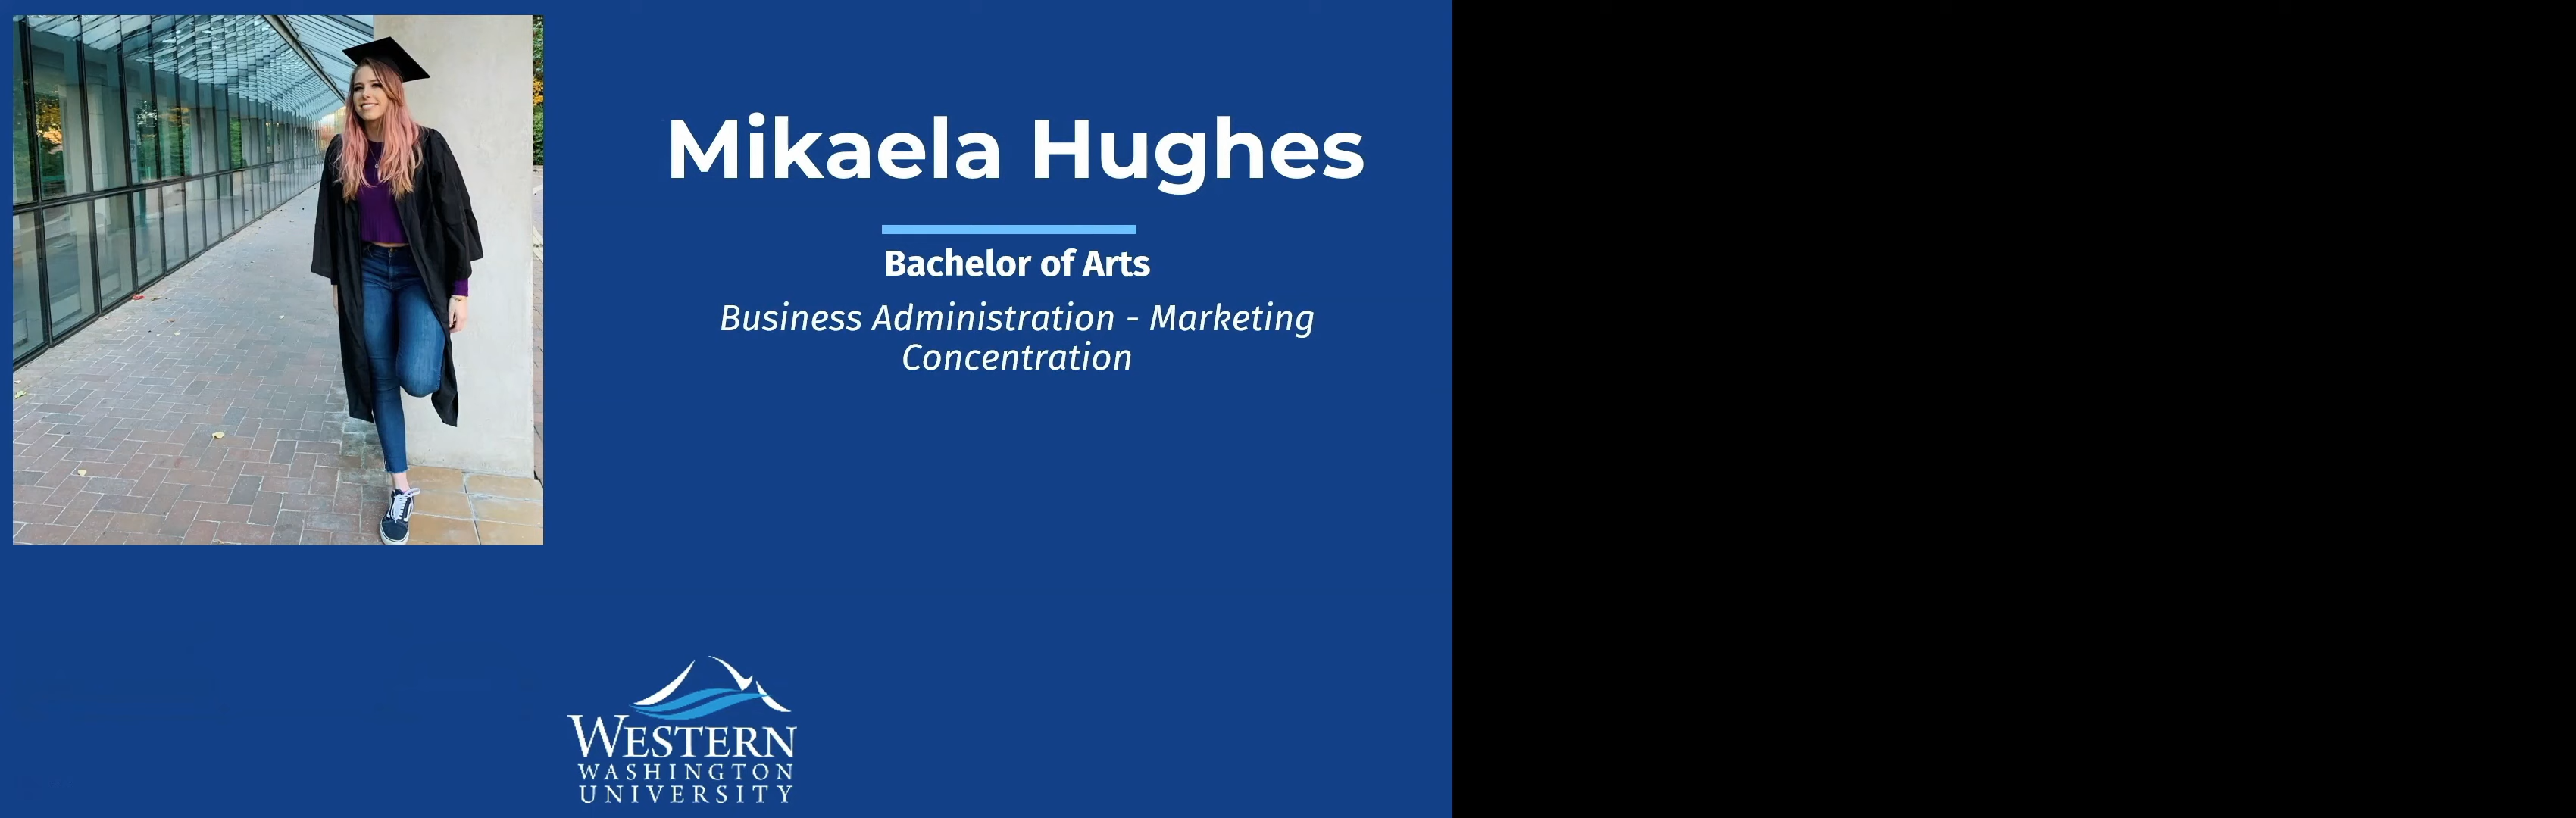 Mikaela Hughes
Bachelor of Arts
Business Administration - Marketing
Concentration
WESTERN
WASHINGTON
UNIVERSITY